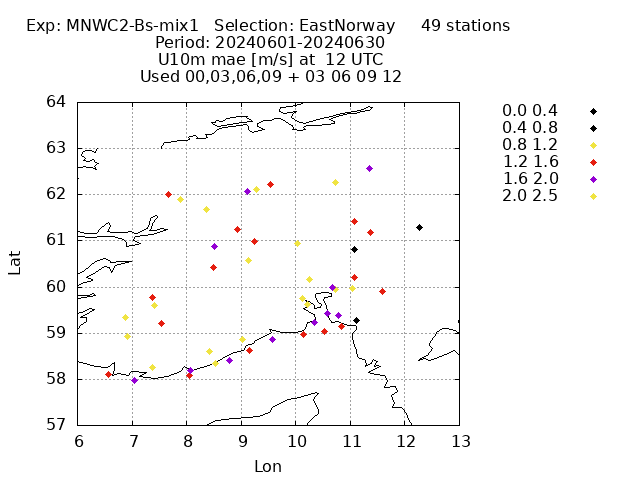 Exp: MNWC2-Bs-mix1   Selection: EastNorway     49 stations
Period: 20240601-20240630
U10m mae [m/s] at  12 UTC
Used 00,03,06,09 + 03 06 09 12
0.0 0.4
0.4 0.8
0.8 1.2
1.2 1.6
1.6 2.0
2.0 2.5
64
63
62
61
60
59
58
57
Lat
6 7 8 9 10 11 12 13
Lon